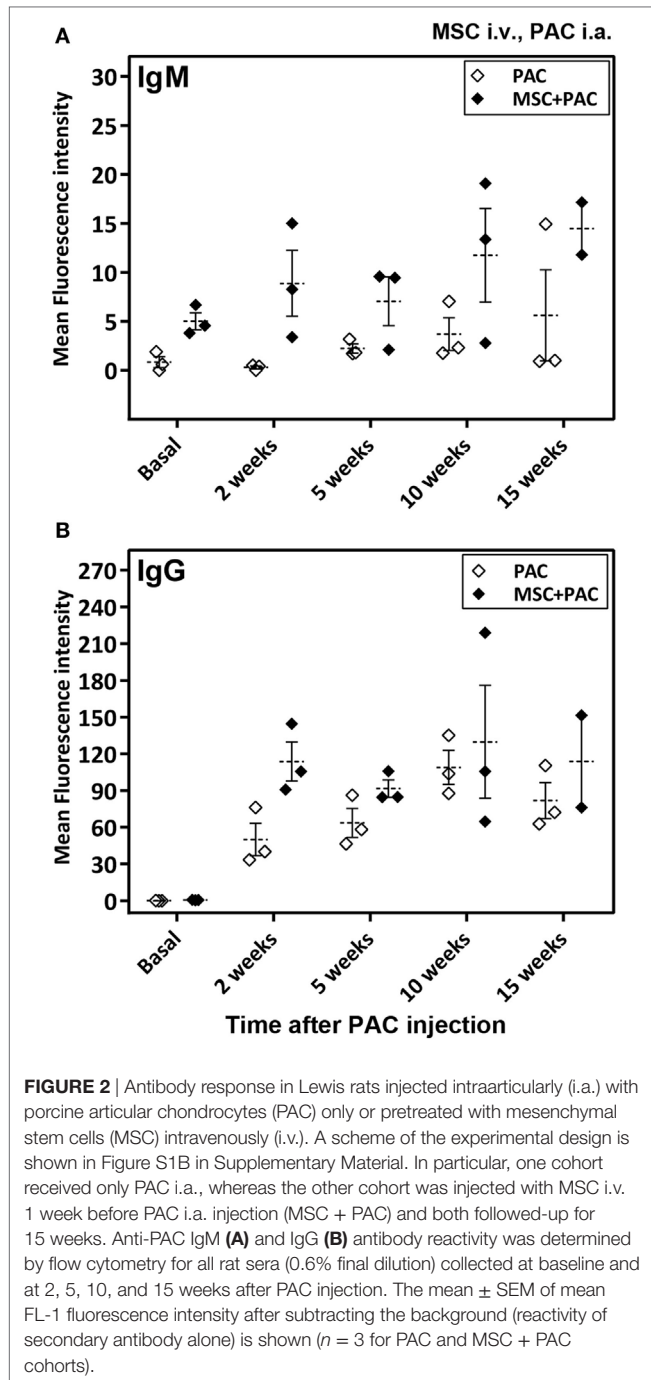 A
MSC i.v., PAC i.a.
IgM
PAC
MSC+PAC
Mean Fluorescence intensity
30
25
20
15
10
5
0
Basal
2 weeks
5 weeks
10 weeks
15 weeks
B
IgG
PAC
MSC+PAC
Mean Fluorescence intensity
270
240
210
180
150
120
90
60
30
0
Basal
2 weeks
5 weeks
10 weeks
15 weeks
Time after PAC injection
FIGURE 2 | Antibody response in Lewis rats injected intraarticularly (i.a.) with
porcine articular chondrocytes (PAC) only or pretreated with mesenchymal
stem cells (MSC) intravenously (i.v.). A scheme of the experimental design is
shown in Figure S1B in Supplementary Material. In particular, one cohort
received only PAC i.a., whereas the other cohort was injected with MSC i.v.
1 week before PAC i.a. injection (MSC + PAC) and both followed-up for
15 weeks. Anti-PAC IgM (A) and IgG (B) antibody reactivity was determined
by flow cytometry for all rat sera (0.6% final dilution) collected at baseline and
at 2, 5, 10, and 15 weeks after PAC injection. The mean ± SEM of mean
FL-1 fluorescence intensity after subtracting the background (reactivity of
secondary antibody alone) is shown (n = 3 for PAC and MSC + PAC
cohorts).